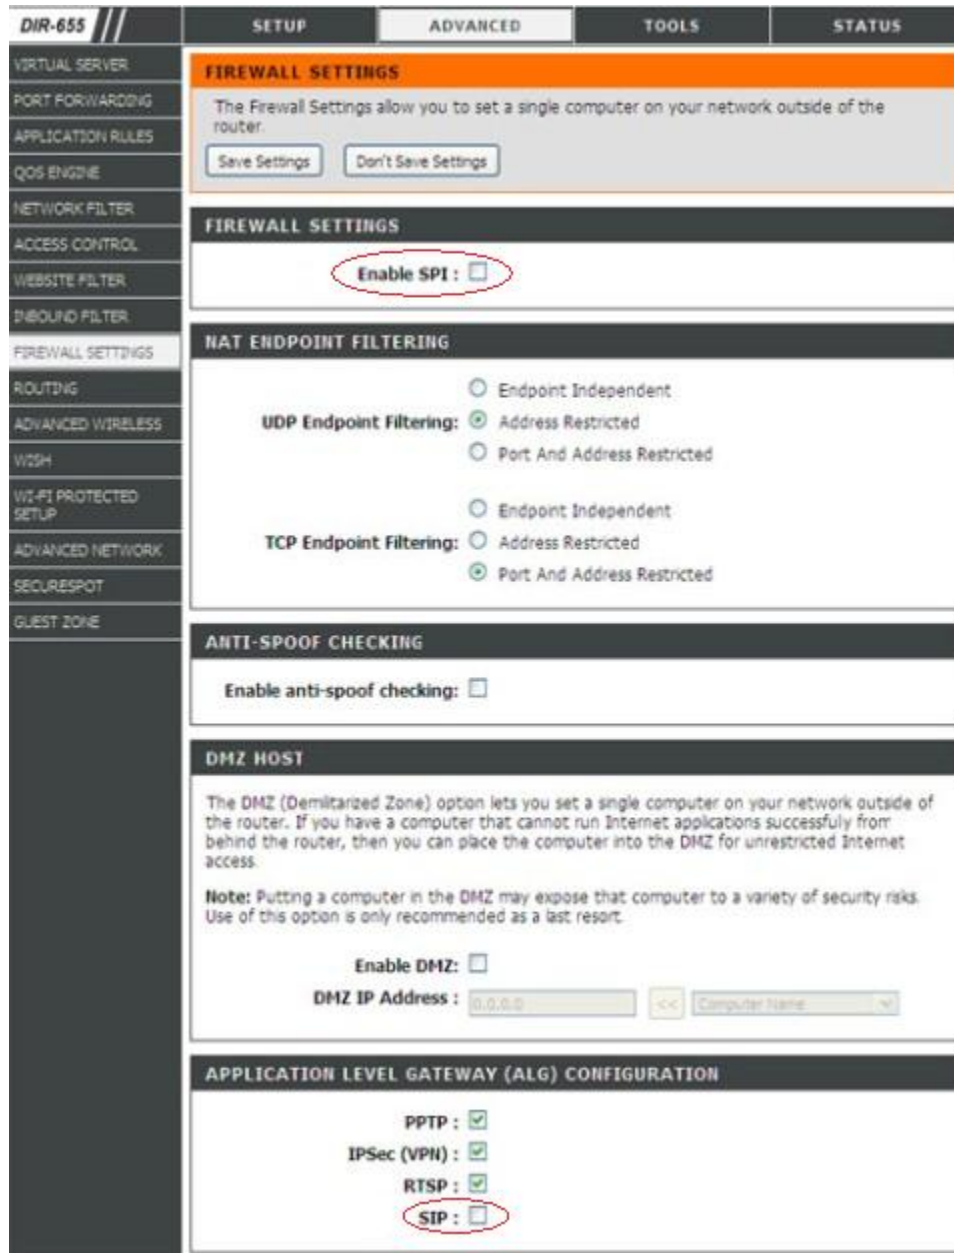 DIR-655
SETUP
ADVANCED
TOOLS
STATUS
VIRTUAL SERVER
PORT FORWARDING
APPLICATION RULES
QOS ENGINE
NETWORK FILTER
ACCESS CONTROL
WEBSITE FILTER
INBOUND FILTER
FIREWALL SETTINGS
ROUTING
ADVANCED WIRELESS
WISH
WI-FI PROTECTED
SETUP
ADVANCED NETWORK
SECURESPOT
GUEST ZONE
FIREWALL SETTINGS
The Firewall Settings allow you to set a single computer on your network outside of the
router.
Save Settings
Don't Save Settings
FIREWALL SETTINGS
Enable SPI :
NAT ENDPOINT FILTERING
Endpoint Independent
UDP Endpoint Filtering: Address Restricted
Port And Address Restricted
Endpoint Independent
TCP Endpoint Filtering: Address Restricted
Port And Address Restricted
ANTI-SPOOF CHECKING
Enable anti-spoof checking:
DMZ HOST
The DMZ (Demilitarized Zone) option lets you set a single computer on your network outside of
the router. If you have a computer that cannot run Internet applications successfuly from
behind the router, then you can place the computer into the DMZ for unrestricted Internet
access.
Note: Putting a computer in the DMZ may expose that computer to a variety of security risks.
Use of this option is only recommended as a last resort.
Enable DMZ:
DMZ IP Address : 0.0.0.0 << Computer Name
APPLICATION LEVEL GATEWAY (ALG) CONFIGURATION
PPTP :
IPSec (VPN) :
RTSP :
SIP :